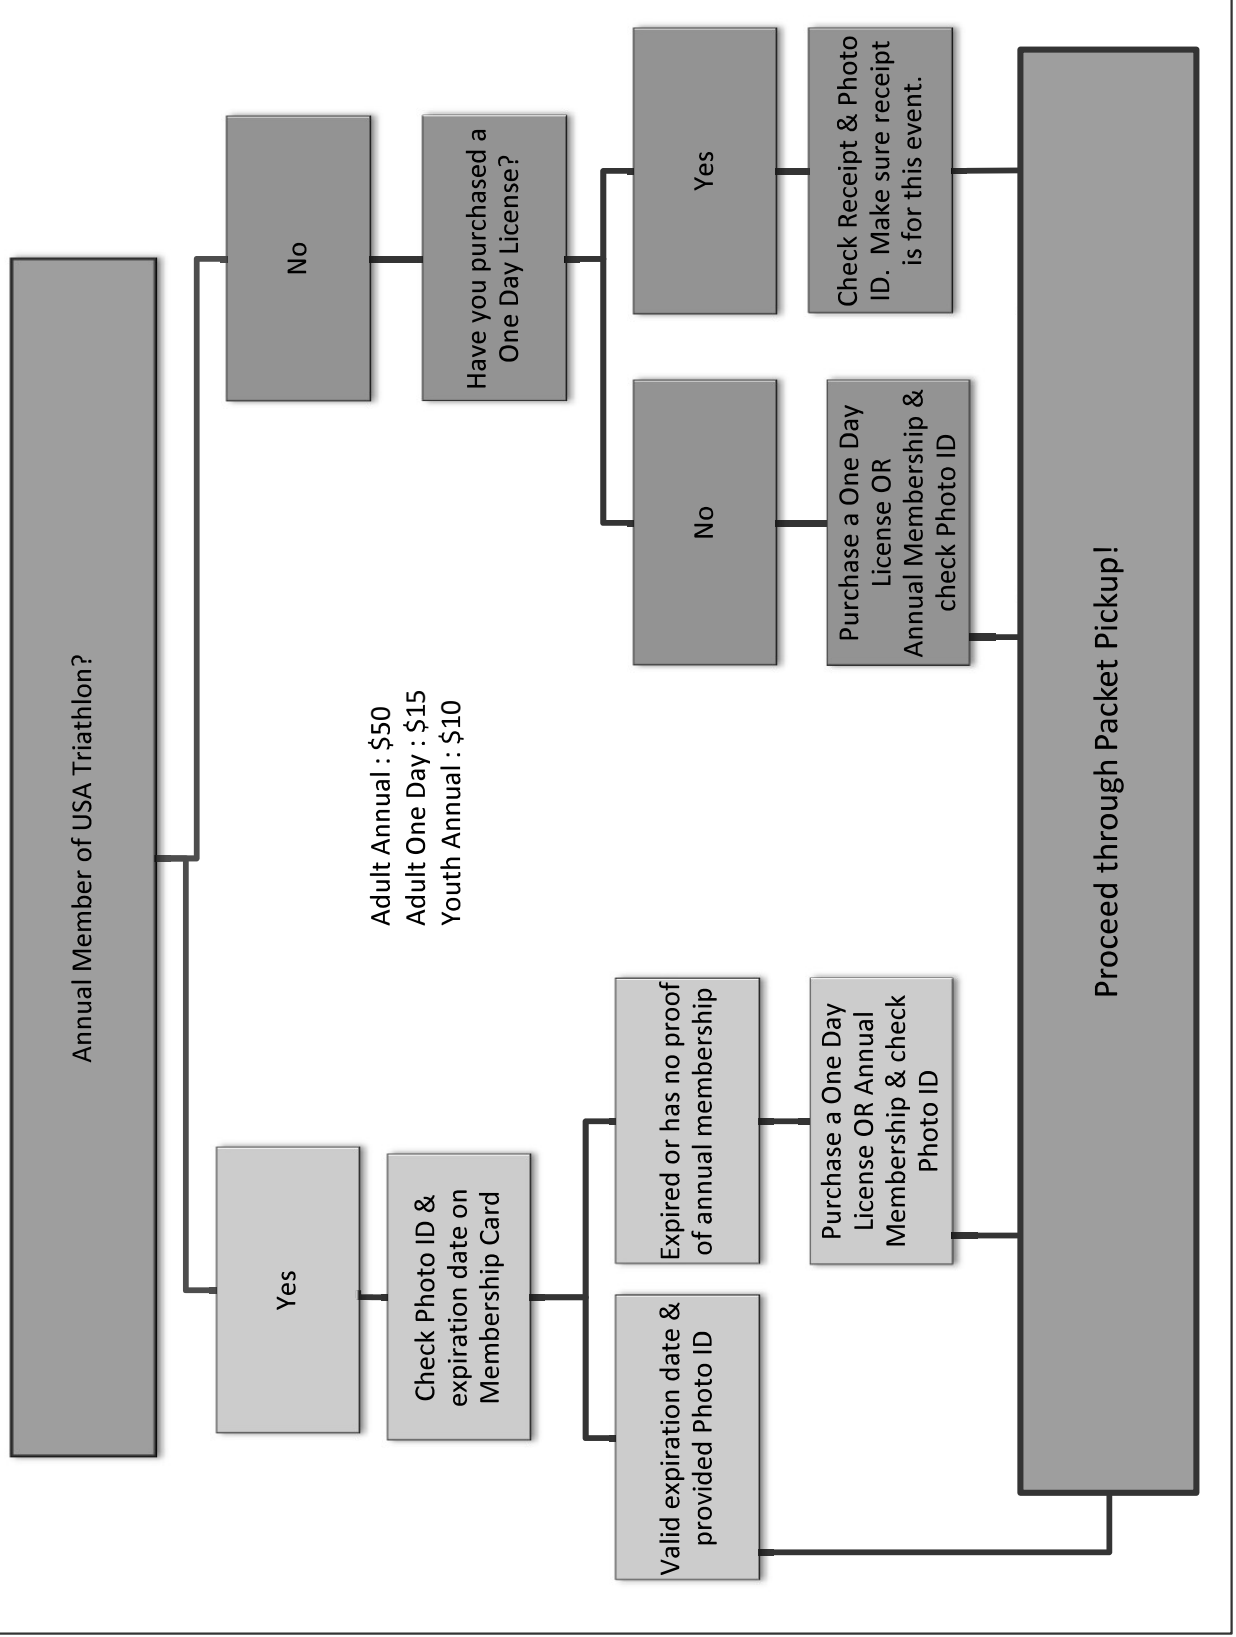 Annual Member of USA Triathlon?
Yes
Check Photo ID &
expiration date on
Membership Card
Valid expiration date &
provided Photo ID
Expired or has no proof
of annual membership
Purchase a One Day
License OR Annual
Membership & check
Photo ID
Adult Annual : $50
Adult One Day : $15
Youth Annual : $10
No
Have you purchased a
One Day License?
No
Purchase a One Day
License OR
Annual Membership &
check Photo ID
Yes
Check Receipt & Photo
ID.  Make sure receipt
is for this event.
Proceed through Packet Pickup!